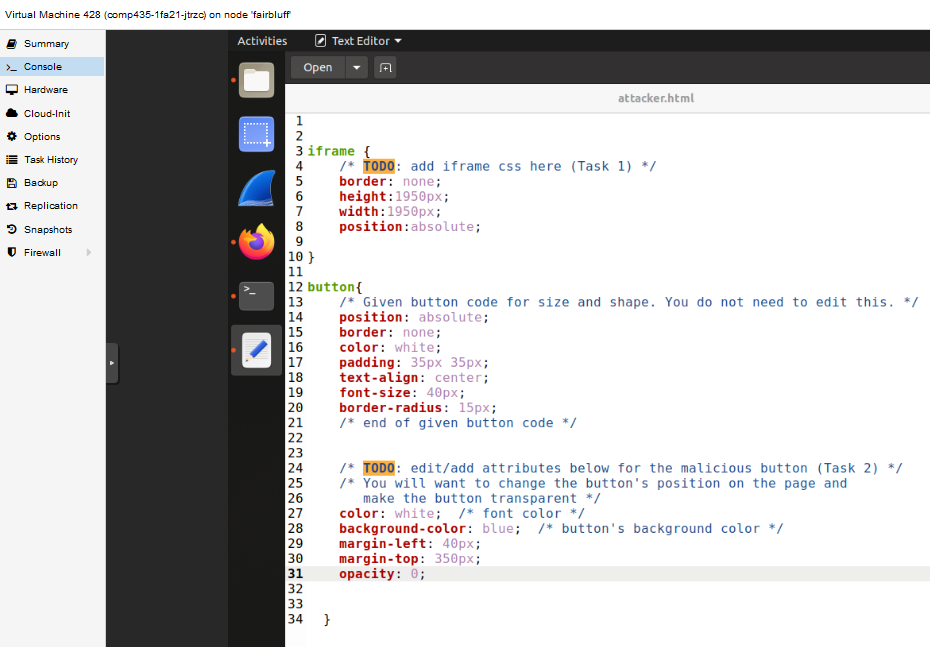 Virtual Machine 428 (comp435-1fa21-jtrzc) on node 'fairbluff'
Summary
Console
Hardware
Cloud-Init
Options
Task History
Backup
Replication
Snapshots
Firewall
Activities Text Editor
Open
attacker.html
1
2
3 iframe {
4 /* TODO: add iframe css here (Task 1) */
5 border: none;
6 height:1950px;
7 width:1950px;
8 position:absolute;
9
10 }
11
12 button{
13 /* Given button code for size and shape. You do not need to edit this. */
14 position: absolute;
15 border: none;
16 color: white;
17 padding: 35px 35px;
18 text-align: center;
19 font-size: 40px;
20 border-radius: 15px;
21 /* end of given button code */
22
23
24 /* TODO: edit/add attributes below for the malicious button (Task 2) */
25 /* You will want to change the button's position on the page and
26 make the button transparent */
27 color: white; /* font color */
28 background-color: blue; /* button's background color */
29 margin-left: 40px;
30 margin-top: 350px;
31 opacity: 0;
32
33
34 }